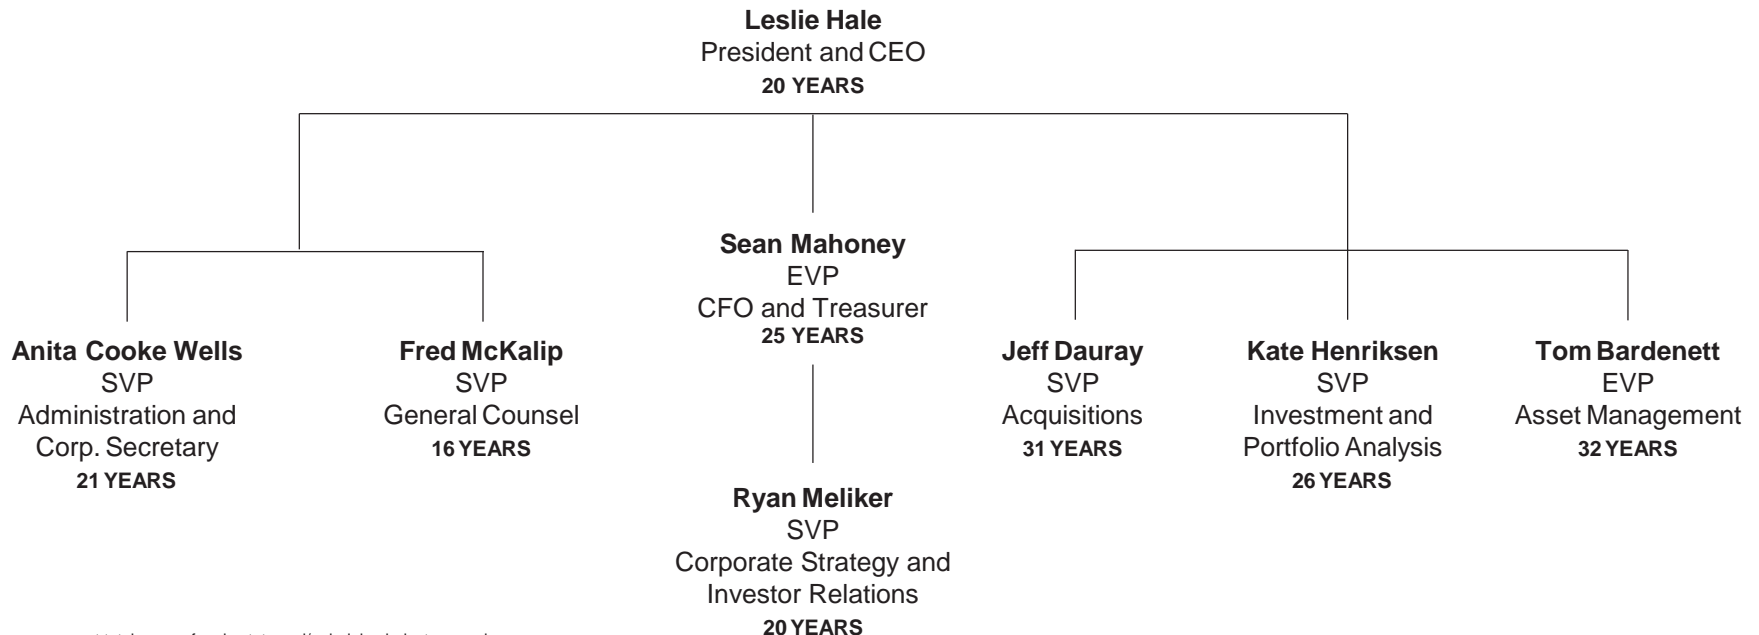 Leslie Hale
President and CEO
20 YEARS
Sean Mahoney
EVP
CFO and Treasurer
25 YEARS
Anita Cooke Wells
SVP
Administration and
Corp. Secretary
21 YEARS
Fred McKalip
SVP
General Counsel
16 YEARS
Jeff Dauray
SVP
Acquisitions
31 YEARS
Kate Henriksen
SVP
Investment and
Portfolio Analysis
26 YEARS
Tom Bardenett
EVP
Asset Management
32 YEARS
Ryan Meliker
SVP
Corporate Strategy and
Investor Relations
20 YEARS